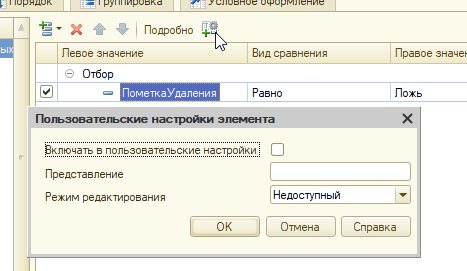 Порядок Группировка Условное оформление
Подробно
ых Левое значение Вид сравнения Правое значен
Отбор
ПометкаУдаления Равно Ложь
Пользовательские настройки элемента
Включать в пользовательские настройки
Представление
Режим редактирования Недоступный
OK Отмена Справка